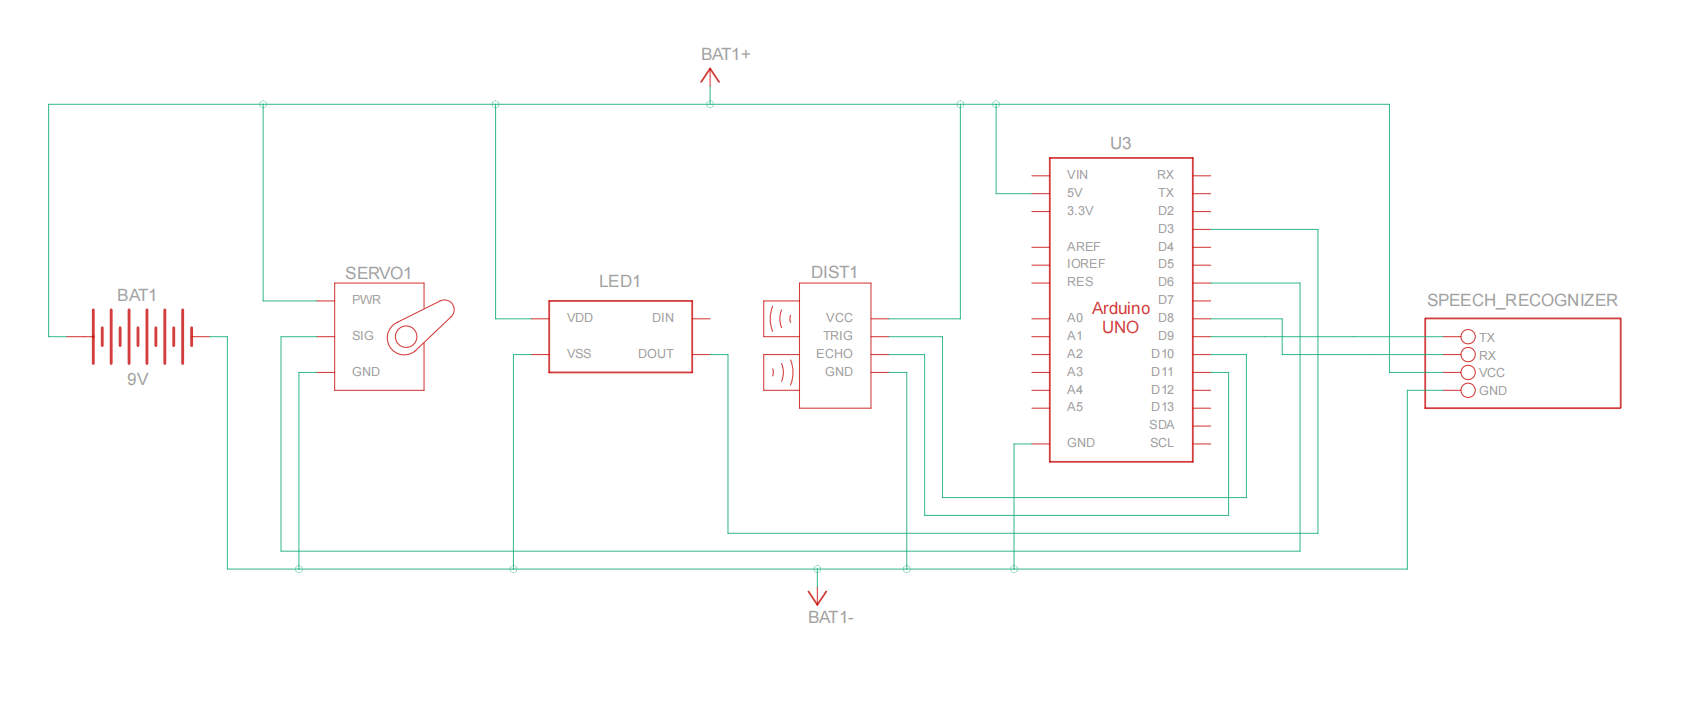 BAT1+
U3
VIN
5V
3.3V
AREF
IOREF
RES
A0
A1
A2
A3
A4
A5
GND
Arduino
UNO
RX
TX
D2
D3
D4
D5
D6
D7
D8
D9
D10
D11
D12
D13
SDA
SCL
BAT1
9V
SERVO1
PWR
SIG
GND
LED1
VDD
VSS
DIN
DOUT
DIST1
VCC
TRIG
ECHO
GND
SPEECH_RECOGNIZER
TX
RX
VCC
GND
BAT1-